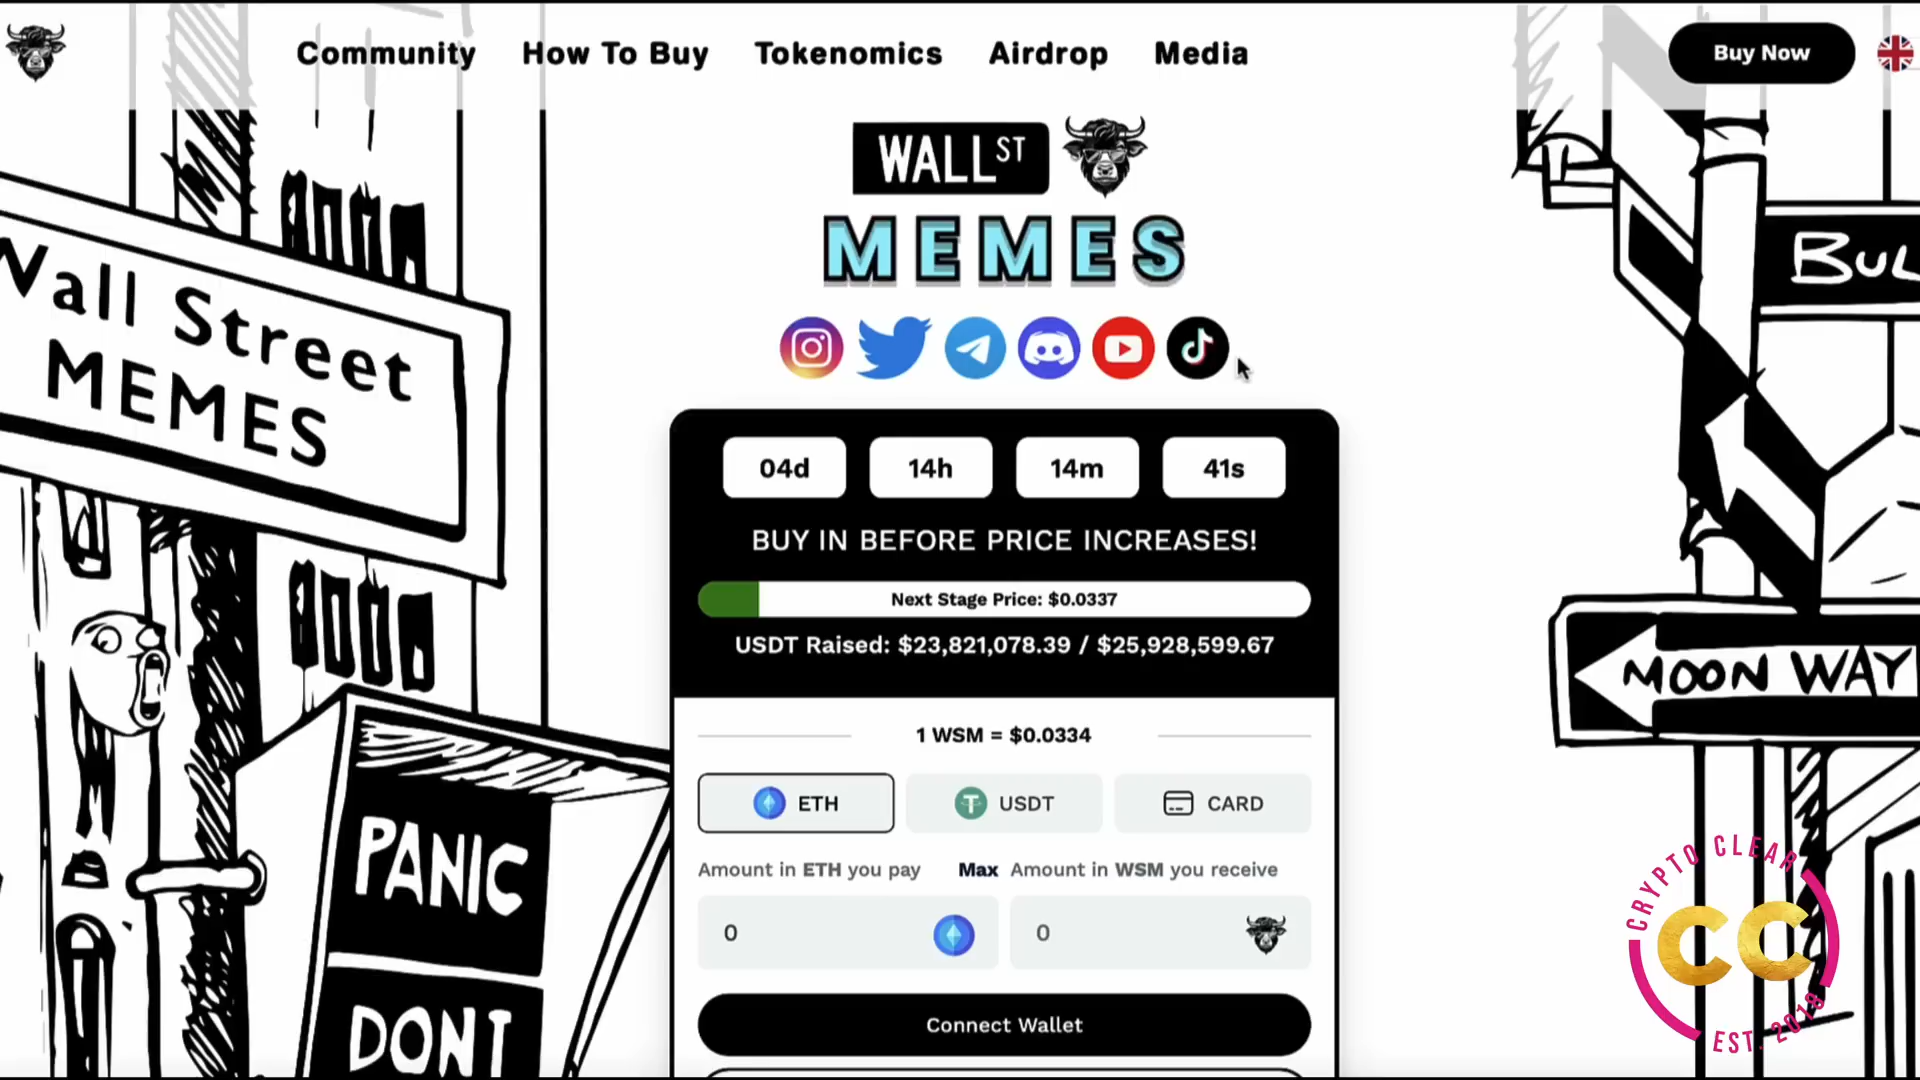 Community How To Buy Tokenomics Airdrop Media Buy Now
WALL ST
MEMES
Wall Street
MEMES
04d 14h 14m 41s
BUY IN BEFORE PRICE INCREASES!
Next Stage Price: $0.0337
USDT Raised: $23,821,078.39 / $25,928,599.67
1 WSM = $0.0334
ETH USDT CARD
Amount in ETH you pay Max Amount in WSM you receive
0 0
Connect Wallet
PANIC
DONT
BUL
MOON WAY
CRYPTO CLEAR
CC
EST. 2018